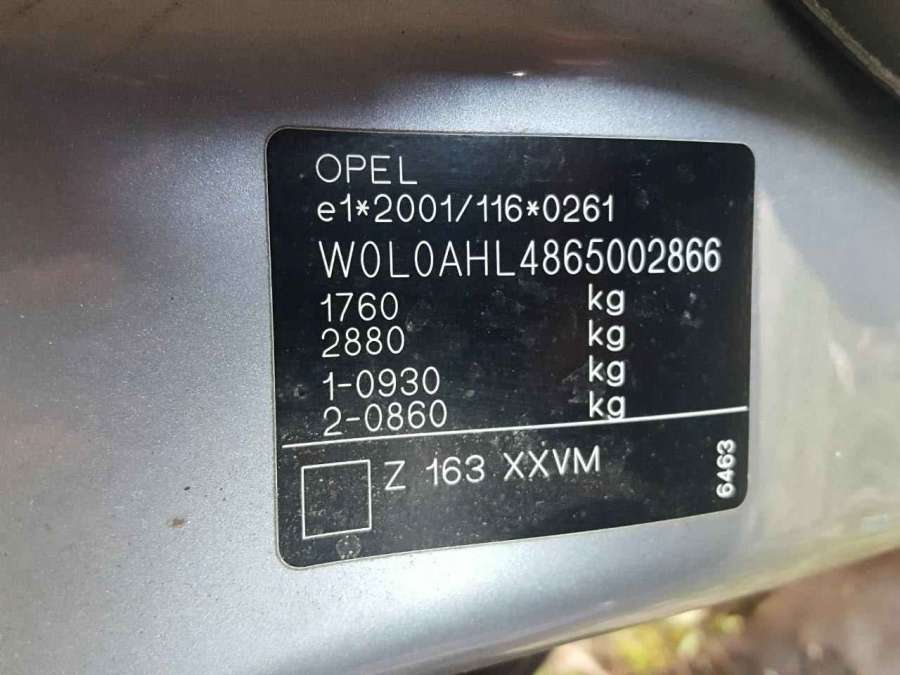 OPEL
e1*2001/116*0261
W0L0AHL4865002866
1760 kg
2880 kg
1-0930 kg
2-0860 kg
Z 163 XXVM
6463